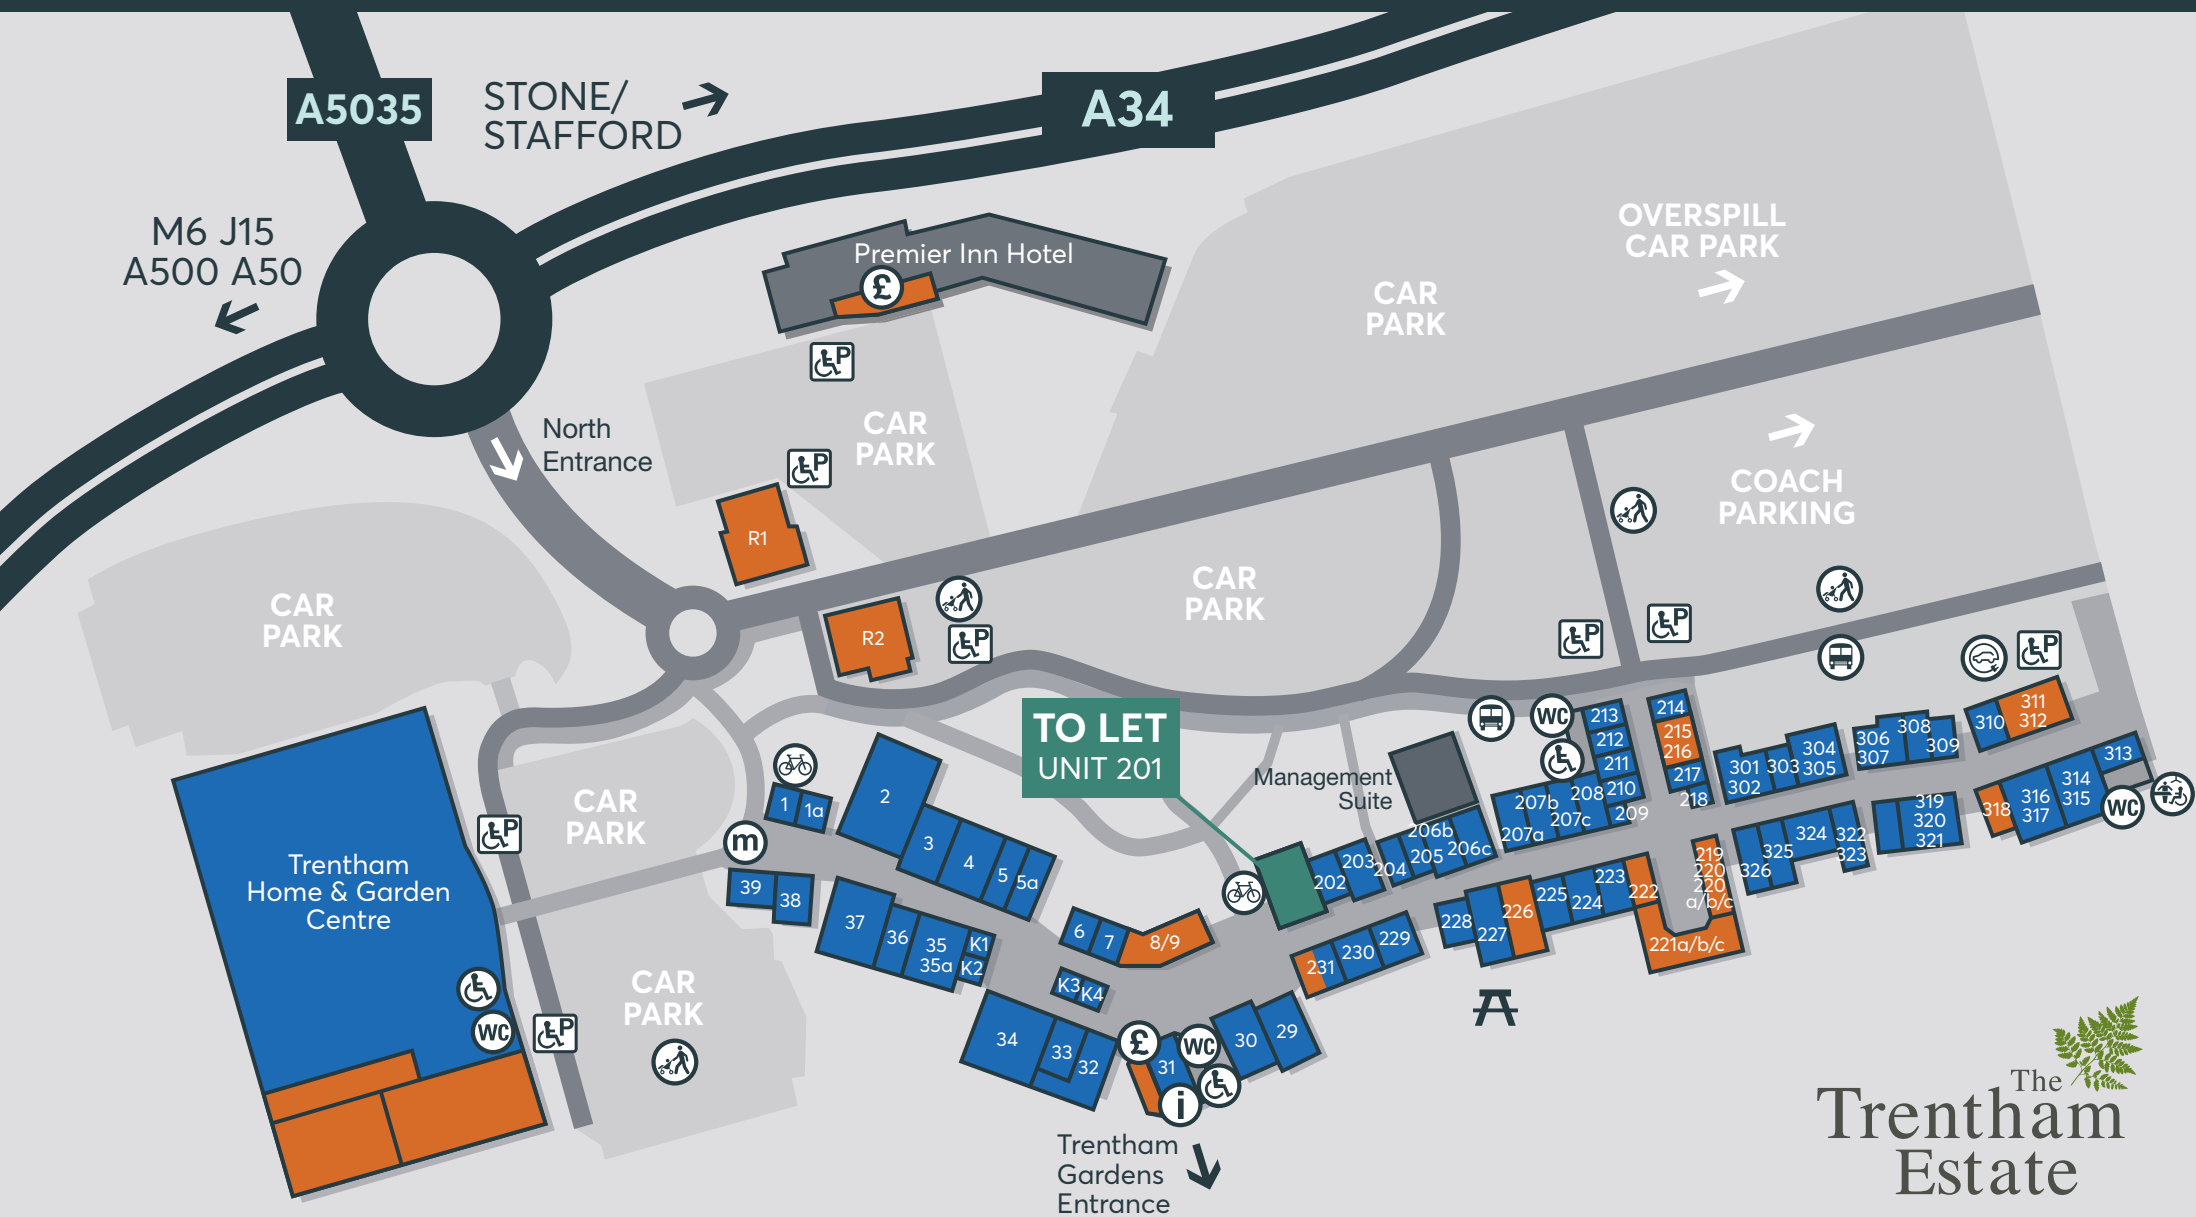 A5035
STONE/
STAFFORD
A34
M6 J15
A500 A50
Premier Inn Hotel
£
OVERSPILL
CAR PARK
CAR
PARK
P
North
Entrance
CAR
PARK
P
COACH
PARKING
R1
CAR
PARK
CAR
PARK
R2
P
P
P
P
TO LET
UNIT 201
Management
Suite
WC
213
212
211
210
209
214
215
216
217
218
207b
208
207c
207a
206b
205
206c
204
203
202
301
302
303
304
305
306
307
308
309
310
311
312
313
314
315
316
317
318
WC
319
320
321
322
323
324
325
326
219
220
220
a/b/c
221a/b/c
222
223
224
225
226
227
228
229
230
231
CAR
PARK
P
m
1
1a
2
3
4
5
5a
39
38
37
36
35
35a
K1
K2
6
7
8/9
K3
K4
34
33
32
£
31
WC
i
30
29
Trentham
Home & Garden
Centre
WC
P
CAR
PARK
Trentham
Gardens
Entrance
The
Trentham
Estate